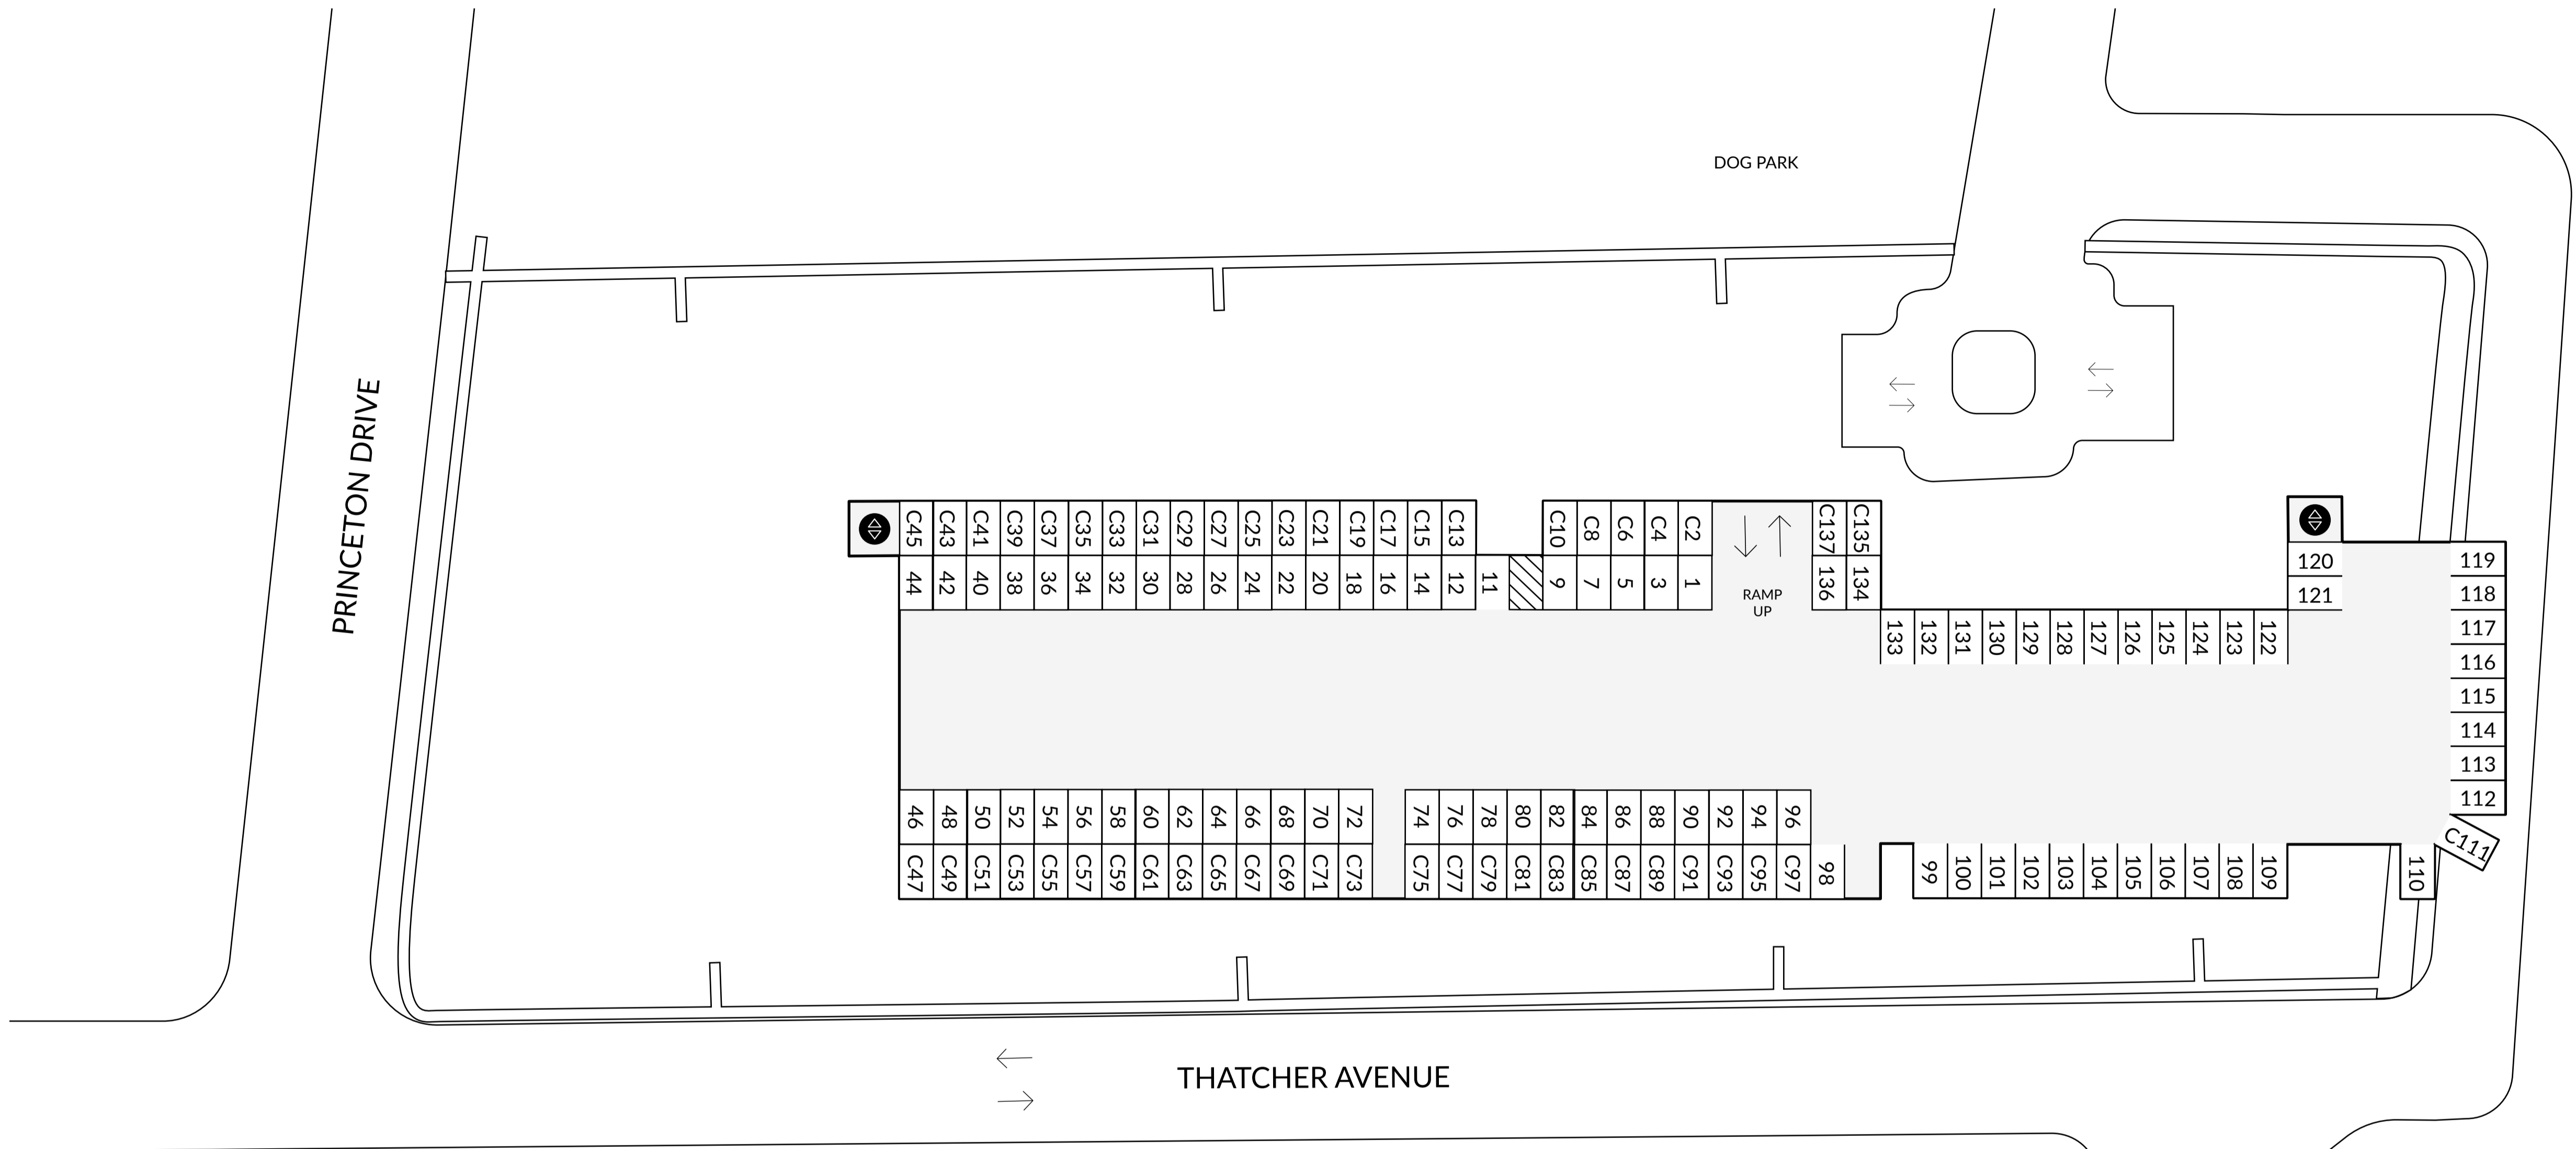 DOG PARK
PRINCETON DRIVE
C45 C43 C41 C39 C37 C35 C33 C31 C29 C27 C25 C23 C21 C19 C17 C15 C13 C10 C8 C6 C4 C2 C137 C135
44 42 40 38 36 34 32 30 28 26 24 22 20 18 16 14 12 11 9 7 5 3 1 136 134
RAMP
UP
120
121
119
118
117
116
115
114
113
112
C111
133 132 131 130 129 128 127 126 125 124 123 122
46 48 50 52 54 56 58 60 62 64 66 68 70 72 74 76 78 80 82 84 86 88 90 92 94 96
C47 C49 C51 C53 C55 C57 C59 C61 C63 C65 C67 C69 C71 C73 C75 C77 C79 C81 C83 C85 C87 C89 C91 C93 C95 C97 98 99 100 101 102 103 104 105 106 107 108 109 110
THATCHER AVENUE